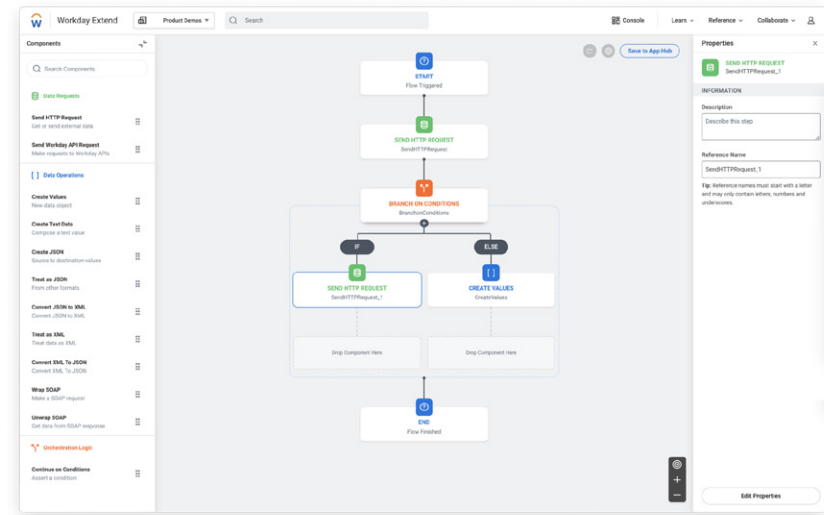 Workday Extend
Product Demos
Search
Console
Learn
Reference
Collaborate
Components
Search Components
Data Requests
Send HTTP Request
Get or send external data
Send Workday API Request
Make requests to Workday APIs
[ ] Data Operations
Create Values
New data object
Create Text Data
Compose a text value
Create JSON
Source to destination values
Treat as JSON
From other formats
Convert JSON to XML
Convert JSON to XML
Treat as XML
Treat data as XML
Convert XML To JSON
Convert XML To JSON
Wrap SOAP
Make a SOAP request
Unwrap SOAP
Get data from SOAP response
Orchestration Logic
Continue on Conditions
Assert a condition
Save to App Hub
START
Flow Triggered
SEND HTTP REQUEST
SendHTTPRequest
BRANCH ON CONDITIONS
BranchonConditions
IF
ELSE
SEND HTTP REQUEST
SendHTTPRequest_1
CREATE VALUES
CreateValues
Drop Component Here
Drop Component Here
END
Flow Finished
Properties
SEND HTTP REQUEST
SendHTTPRequest_1
INFORMATION
Description
Describe this step
Reference Name
SendHTTPRequest_1
Tip: Reference names must start with a letter
and may only contain letters, numbers and
underscores.
Edit Properties